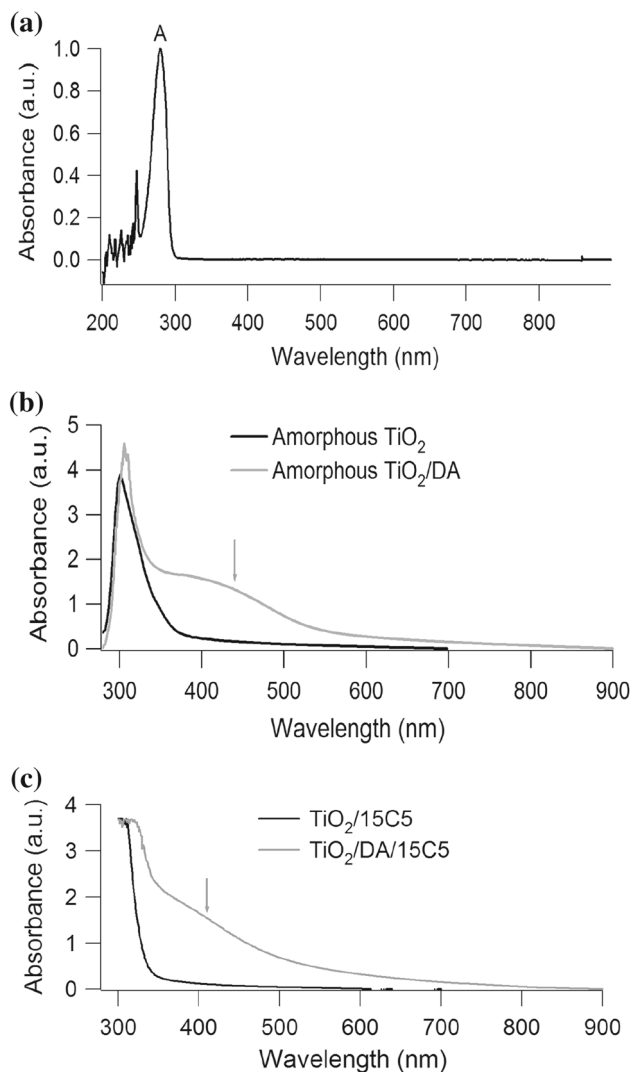 (a)
A
1.0
0.8
0.6
0.4
0.2
0.0
Absorbance (a.u.)
200 300 400 500 600 700 800
Wavelength (nm)
(b)
5
4
3
2
1
0
Absorbance (a.u.)
Amorphous TiO2
Amorphous TiO2/DA
300 400 500 600 700 800 900
Wavelength (nm)
(c)
4
3
2
1
0
Absorbance (a.u.)
TiO2/15C5
TiO2/DA/15C5
300 400 500 600 700 800 900
Wavelength (nm)